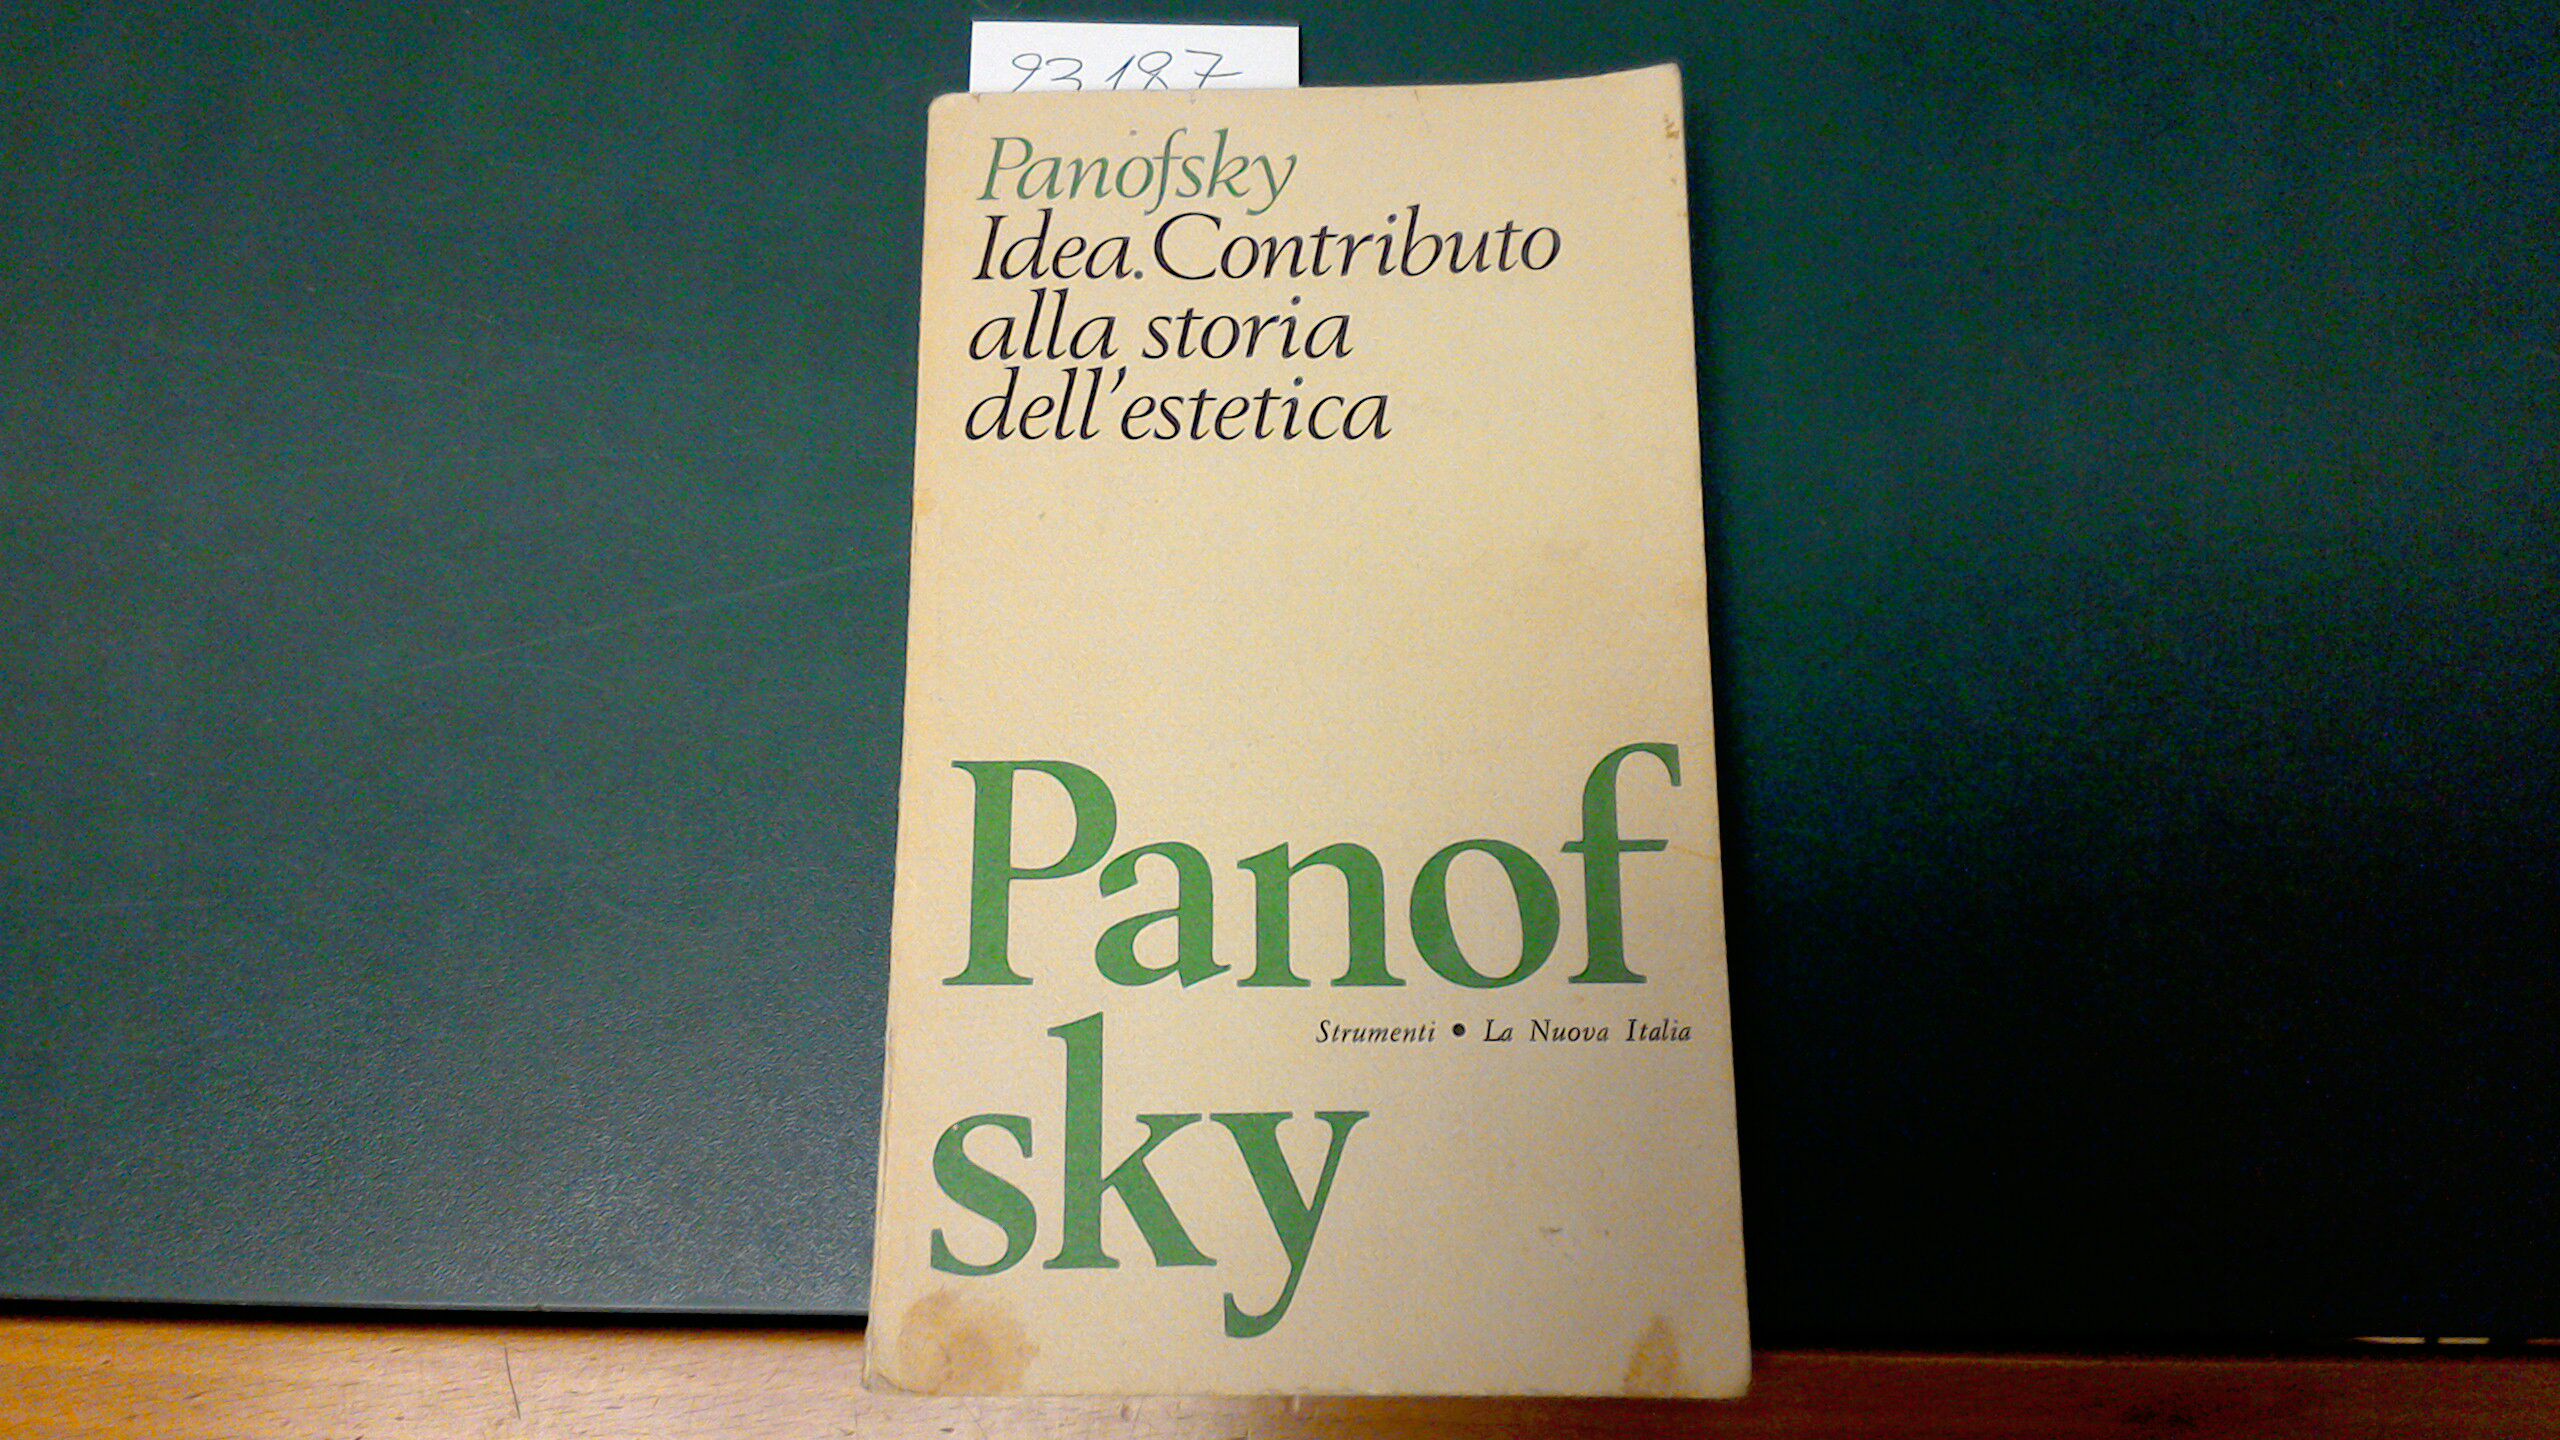 93187
Panofsky
Idea. Contributo
alla storia
dell'estetica
Panof
Strumenti • La Nuova Italia
sky